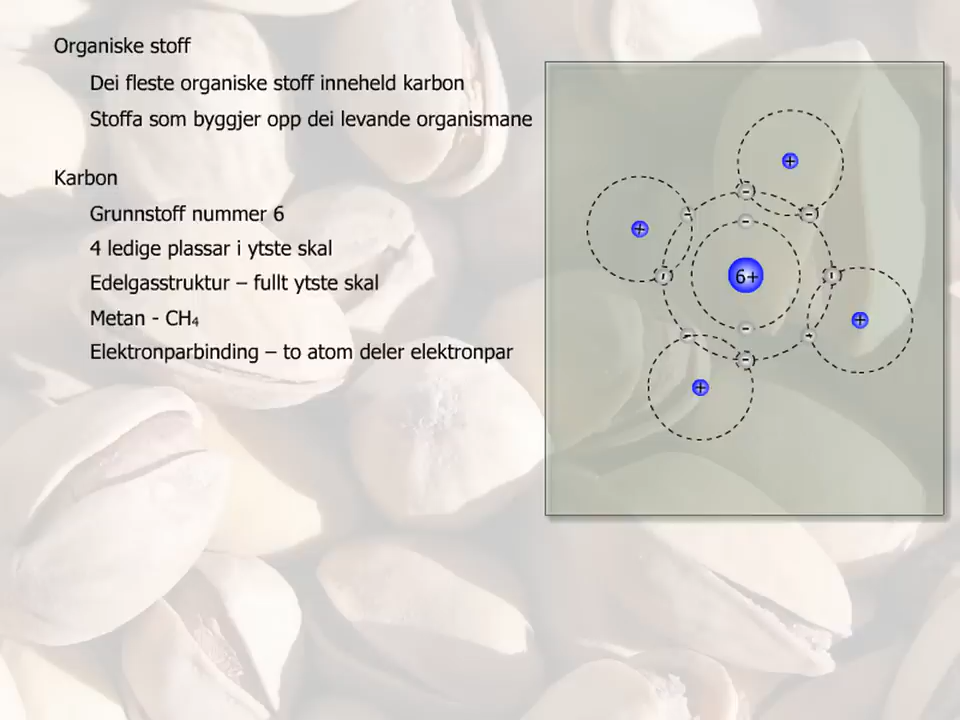 Organiske stoff
Dei fleste organiske stoff inneheld karbon
Stoffa som byggjer opp dei levande organismane
Karbon
Grunnstoff nummer 6
4 ledige plassar i ytste skal
Edelgasstruktur – fullt ytste skal
Metan - CH₄
Elektronparbinding – to atom deler elektronpar
+
-
-
-
+
-
-
-
6+
-
+
-
-
-
-
+